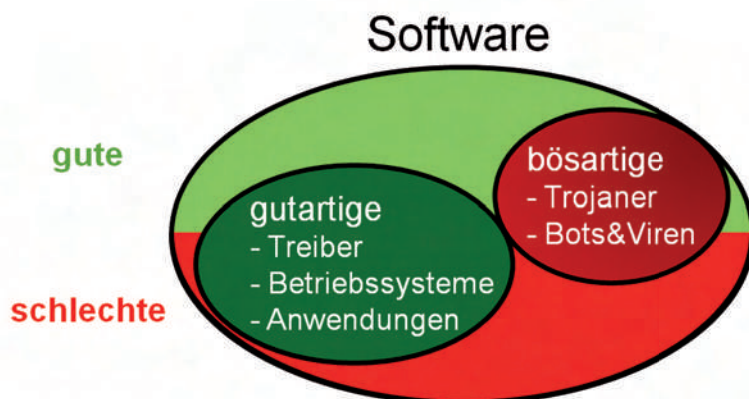 Software
gute
bösartige
- Trojaner
- Bots&Viren
gutartige
- Treiber
- Betriebssysteme
- Anwendungen
schlechte